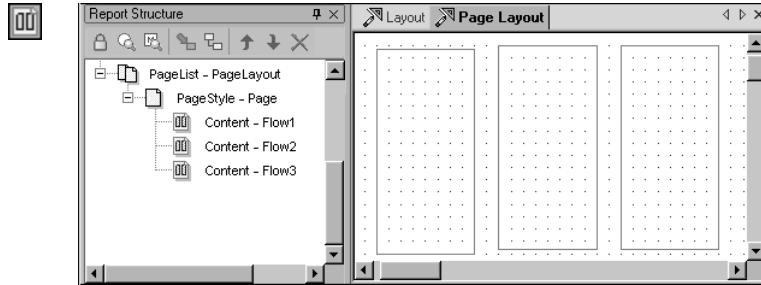 Report Structure
Layout
Page Layout
PageList - PageLayout
PageStyle - Page
Content - Flow1
Content - Flow2
Content - Flow3